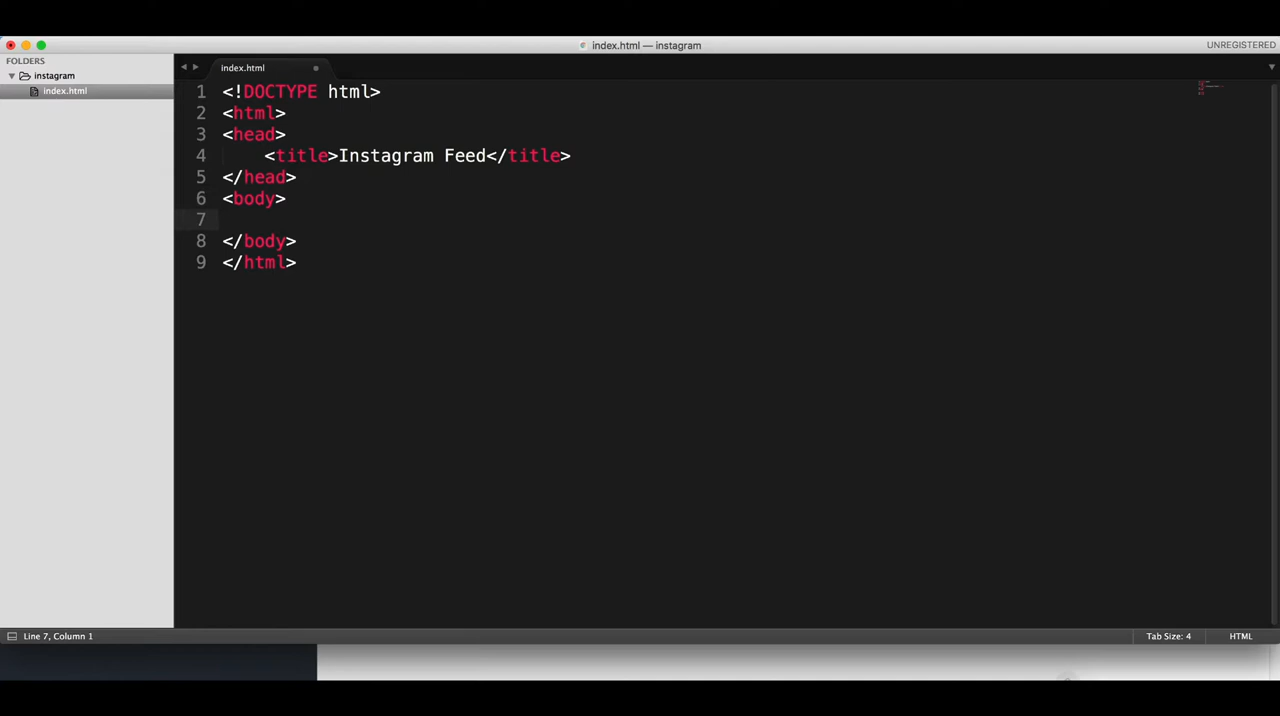 index.html — instagram
UNREGISTERED
FOLDERS
instagram
index.html
index.html
1 <!DOCTYPE html>
2 <html>
3 <head>
4     <title>Instagram Feed</title>
5 </head>
6 <body>
7
8 </body>
9 </html>
Line 7, Column 1
Tab Size: 4
HTML